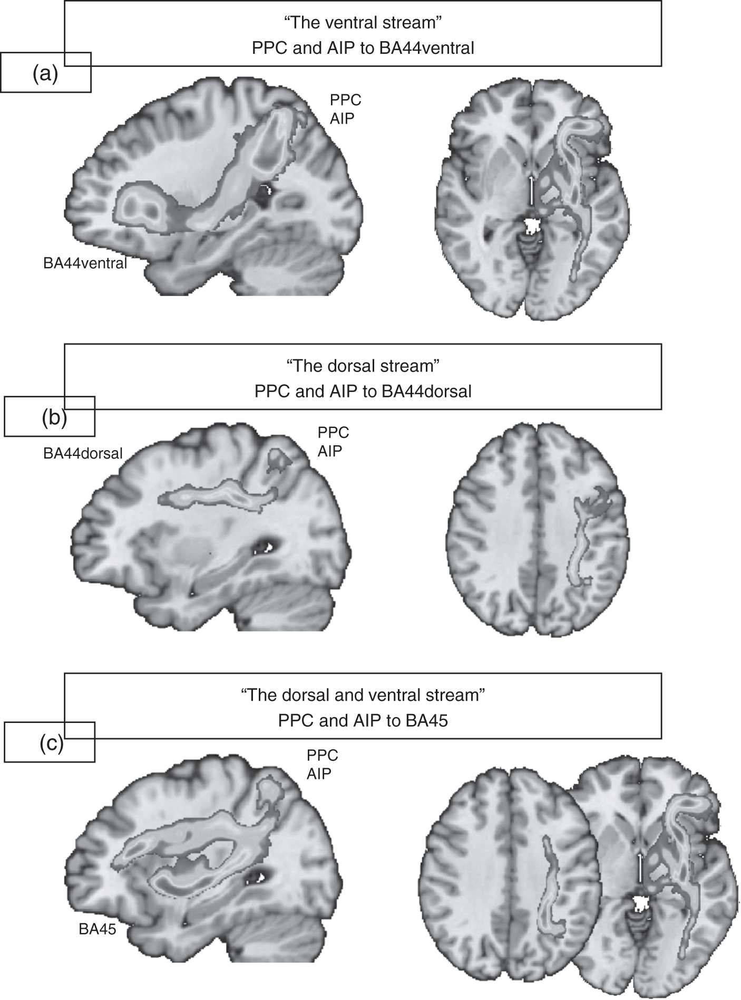 “The ventral stream”
PPC and AIP to BA44ventral
(a)
PPC
AIP
BA44ventral
“The dorsal stream”
PPC and AIP to BA44dorsal
(b)
PPC
AIP
BA44dorsal
“The dorsal and ventral stream”
PPC and AIP to BA45
(c)
PPC
AIP
BA45